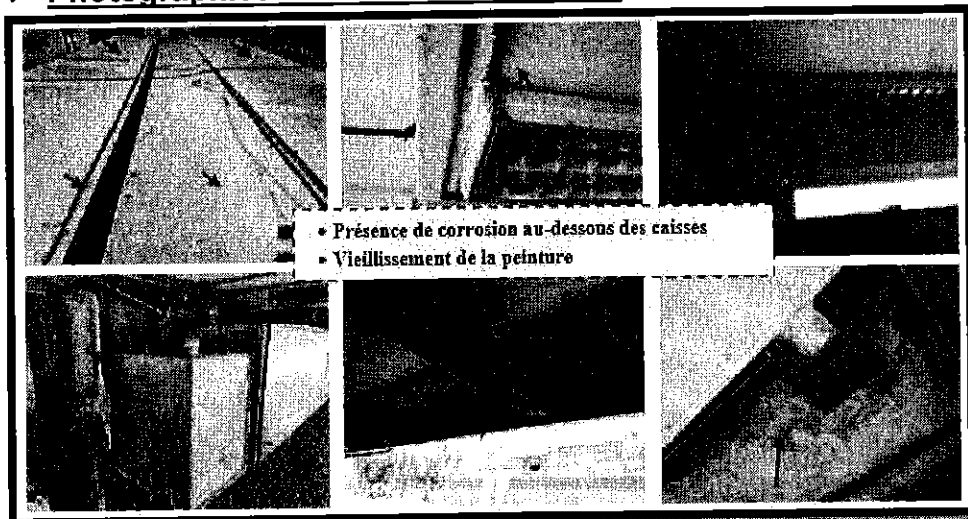 • Présence de corrosion au-dessous des caisses
• Vieillissement de la peinture